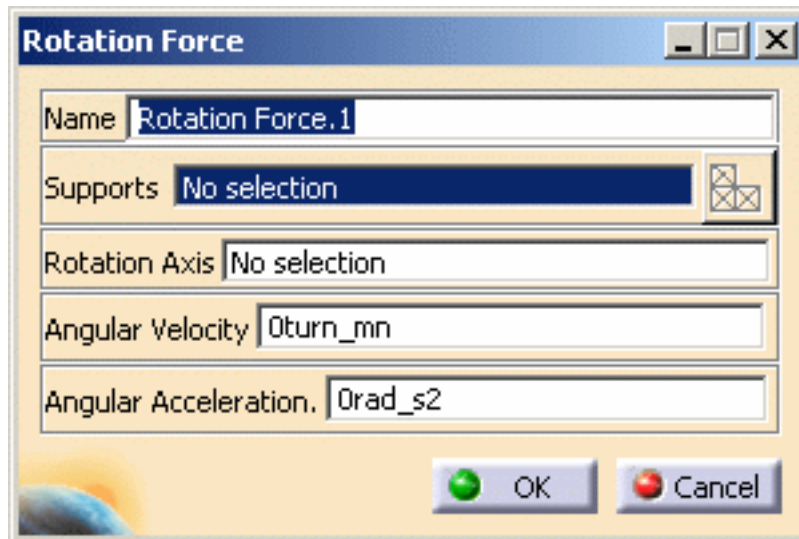 Rotation Force
Name Rotation Force.1
Supports No selection
Rotation Axis No selection
Angular Velocity 0turn_mn
Angular Acceleration. 0rad_s2
OK Cancel